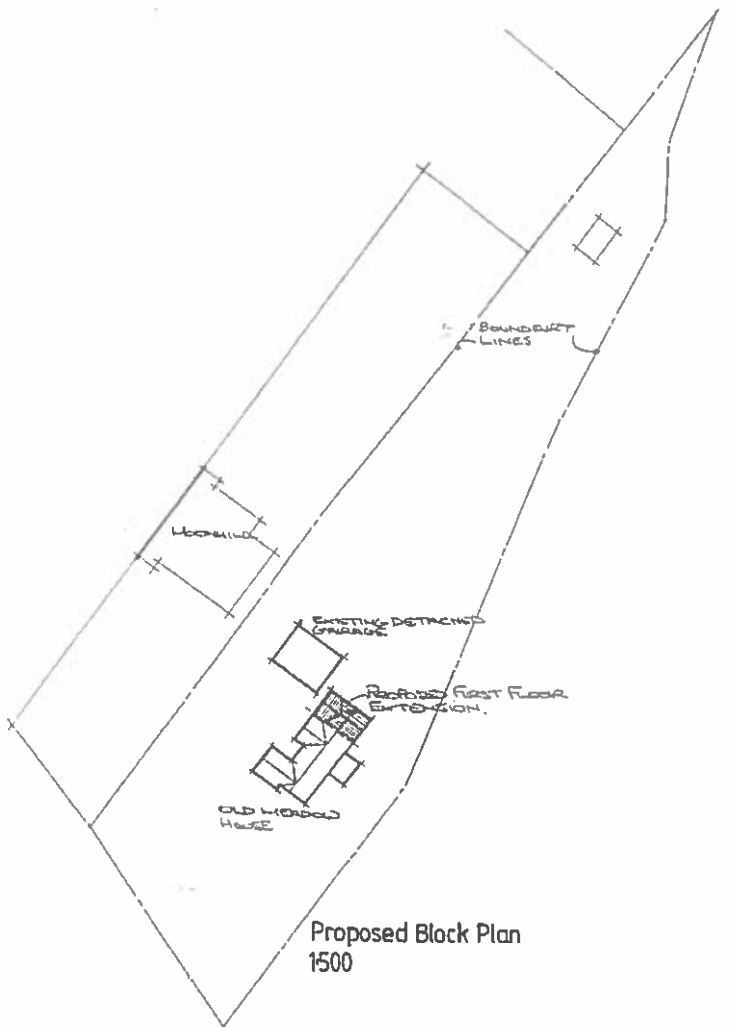 BOUNDARY
LINES
EXISTING DETACHED
GARAGE
PROPOSED FIRST FLOOR
EXTENSION.
OLD MEADOW
HOUSE
Proposed Block Plan
1:500